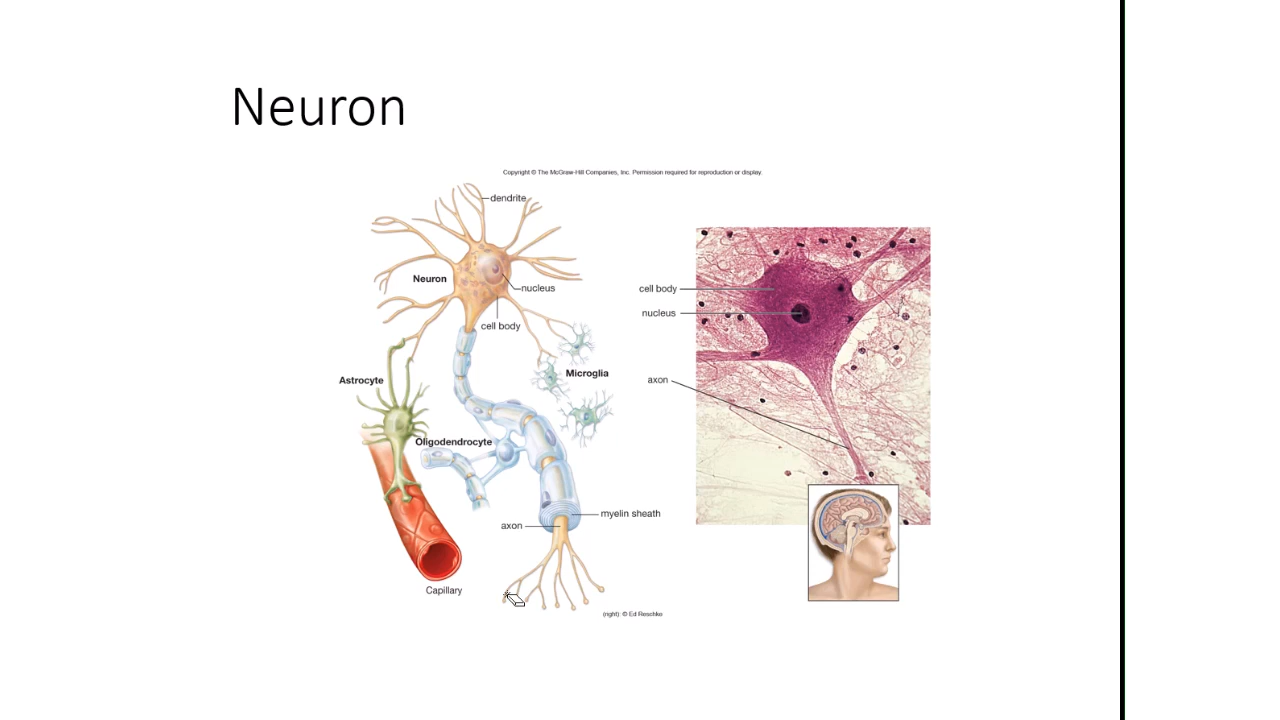 Neuron
Copyright © The McGraw-Hill Companies, Inc. Permission required for reproduction or display.
dendrite
Neuron
nucleus
cell body
Astrocyte
Microglia
Oligodendrocyte
myelin sheath
axon
Capillary
cell body
nucleus
axon
(right): © Ed Reschke